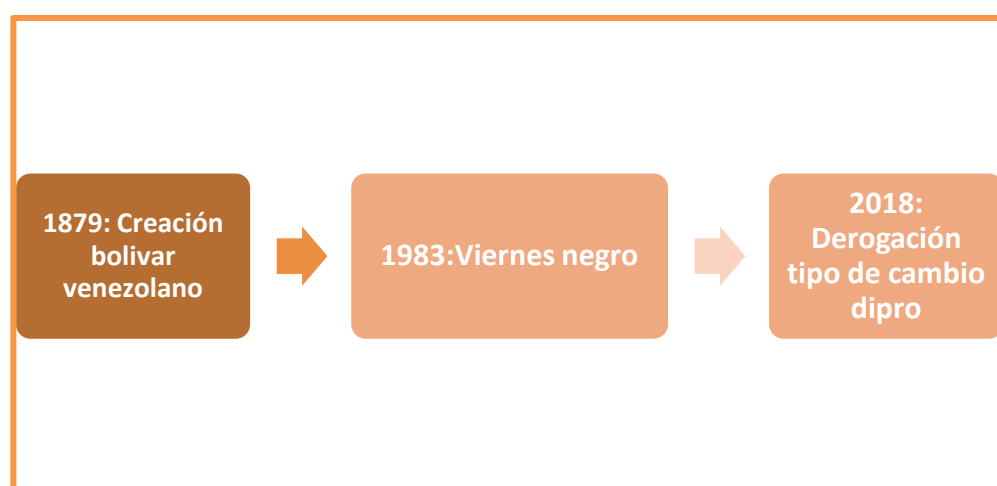 1879: Creación
bolivar
venezolano
1983:Viernes negro
2018:
Derogación
tipo de cambio
dipro